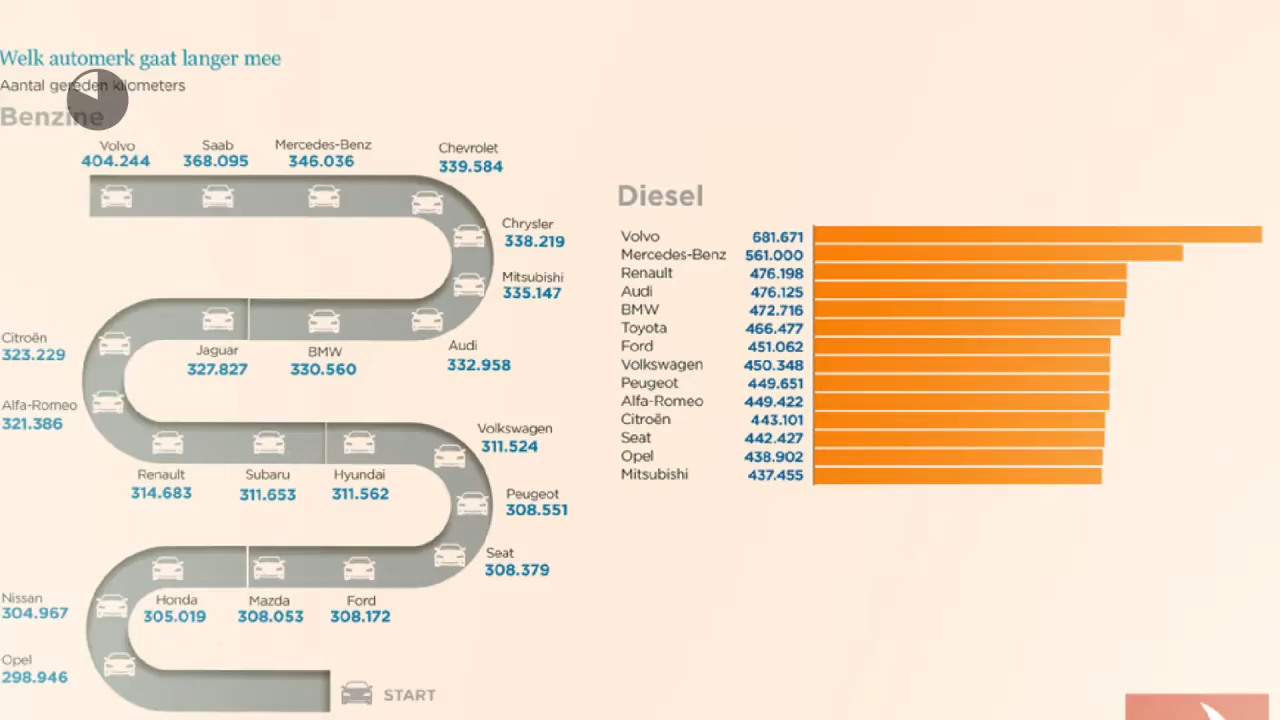 Welk automerk gaat langer mee
Aantal gereden kilometers
Benzine
Volvo
404.244
Saab
368.095
Mercedes-Benz
346.036
Chevrolet
339.584
Chrysler
338.219
Mitsubishi
335.147
Audi
332.958
BMW
330.560
Jaguar
327.827
Citroën
323.229
Alfa-Romeo
321.386
Renault
314.683
Subaru
311.653
Hyundai
311.562
Volkswagen
311.524
Peugeot
308.551
Seat
308.379
Ford
308.172
Mazda
308.053
Honda
305.019
Nissan
304.967
Opel
298.946
START
Diesel
Volvo 681.671
Mercedes-Benz 561.000
Renault 476.198
Audi 476.125
BMW 472.716
Toyota 466.477
Ford 451.062
Volkswagen 450.348
Peugeot 449.651
Alfa-Romeo 449.422
Citroën 443.101
Seat 442.427
Opel 438.902
Mitsubishi 437.455